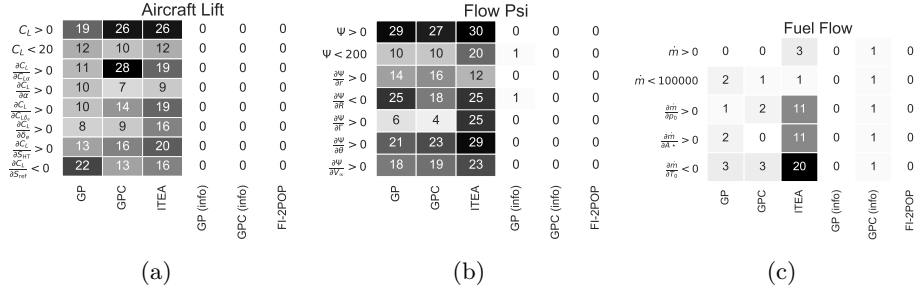 Aircraft Lift
C_L > 0 19 26 26 0 0 0
C_L < 20 12 10 12 0 0 0
∂C_L/∂C_Lα > 0 11 28 19 0 0 0
∂C_L/∂α > 0 10 7 9 0 0 0
∂C_L/∂C_Lδe > 0 10 14 19 0 0 0
∂C_L/∂δ_e > 0 8 9 16 0 0 0
∂C_L/∂S_HT > 0 13 16 20 0 0 0
∂C_L/∂S_ref < 0 22 13 16 0 0 0
GP GPC ITEA GP (info) GPC (info) FI-2POP
(a)
Flow Psi
Ψ > 0 29 27 30 0 0 0
Ψ < 200 10 10 20 1 0 0
∂Ψ/∂r > 0 14 16 12 0 0 0
∂Ψ/∂R < 0 25 18 25 1 0 0
∂Ψ/∂Γ > 0 6 4 25 0 0 0
∂Ψ/∂θ > 0 21 23 29 0 0 0
∂Ψ/∂V_∞ > 0 18 19 23 0 0 0
GP GPC ITEA GP (info) GPC (info) FI-2POP
(b)
Fuel Flow
ṁ > 0 0 0 3 0 1 0
ṁ < 100000 2 1 1 0 1 0
∂ṁ/∂p_0 > 0 1 2 11 0 1 0
∂ṁ/∂A* > 0 2 0 11 0 1 0
∂ṁ/∂T_0 < 0 3 3 20 0 1 0
GP GPC ITEA GP (info) GPC (info) FI-2POP
(c)